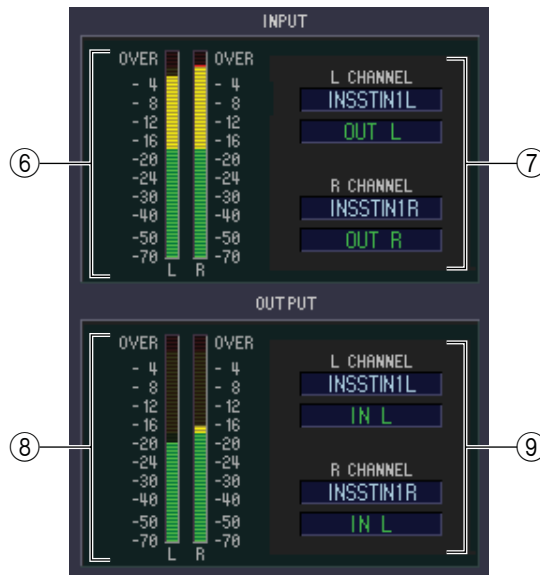 INPUT
OVER OVER
- 4 - 4
- 8 - 8
-12 -12
-16 -16
-20 -20
-24 -24
-30 -30
-40 -40
-50 -50
-70 -70
L R
L CHANNEL
INSSTIN1L
OUT L
R CHANNEL
INSSTIN1R
OUT R
⑥
⑦
OUTPUT
OVER OVER
- 4 - 4
- 8 - 8
-12 -12
-16 -16
-20 -20
-24 -24
-30 -30
-40 -40
-50 -50
-70 -70
L R
L CHANNEL
INSSTIN1L
IN L
R CHANNEL
INSSTIN1R
IN L
⑧
⑨